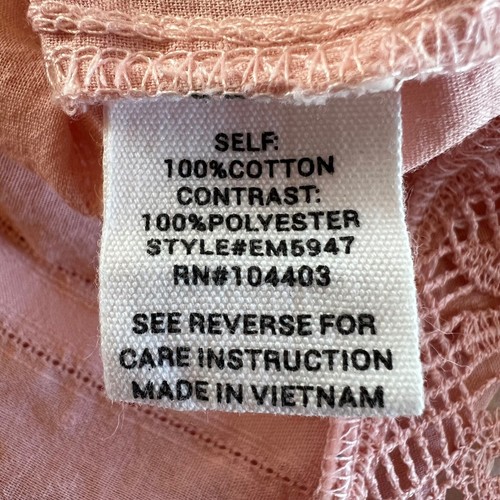 SELF:
100%COTTON
CONTRAST:
100%POLYESTER
STYLE#EM5947
RN#104403
SEE REVERSE FOR
CARE INSTRUCTION
MADE IN VIETNAM